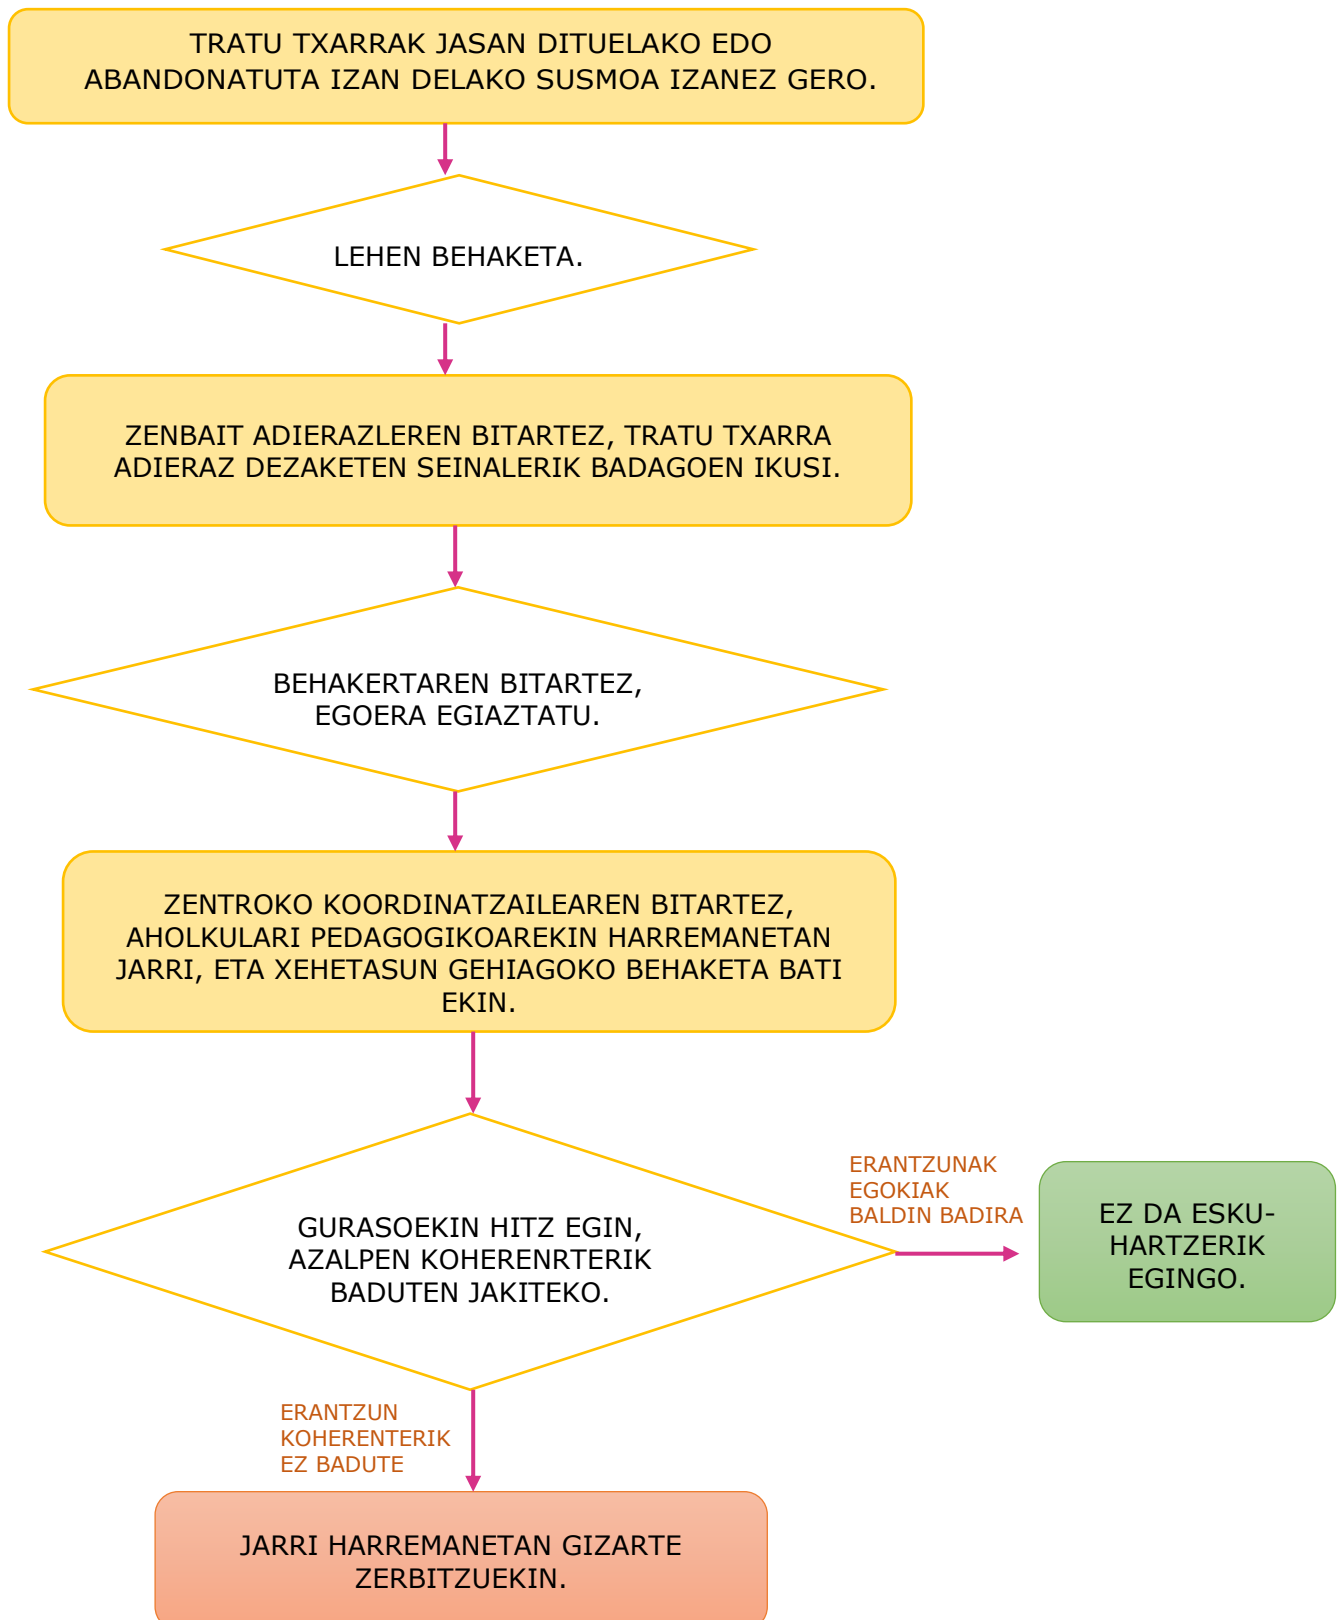 TRATU TXARRAK JASAN DITUELAKO EDO
ABANDONATUTA IZAN DELAKO SUSMOA IZANEZ GERO.
LEHEN BEHAKETA.
ZENBAIT ADIERAZLEREN BITARTEZ, TRATU TXARRA
ADIERAZ DEZAKETEN SEINALERIK BADAGOEN IKUSI.
BEHAKERTAREN BITARTEZ,
EGOERA EGIAZTATU.
ZENTROKO KOORDINATZAILEAREN BITARTEZ,
AHOLKULARI PEDAGOGIKOAREKIN HARREMANETAN
JARRI, ETA XEHETASUN GEHIAGOKO BEHAKETA BATI
EKIN.
GURASOEKIN HITZ EGIN,
AZALPEN KOHERENRTERIK
BADUTEN JAKITEKO.
ERANTZUNAK
EGOKIAK
BALDIN BADIRA
EZ DA ESKU-
HARTZERIK
EGINGO.
ERANTZUN
KOHERENTERIK
EZ BADUTE
JARRI HARREMANETAN GIZARTE
ZERBITZUEKIN.